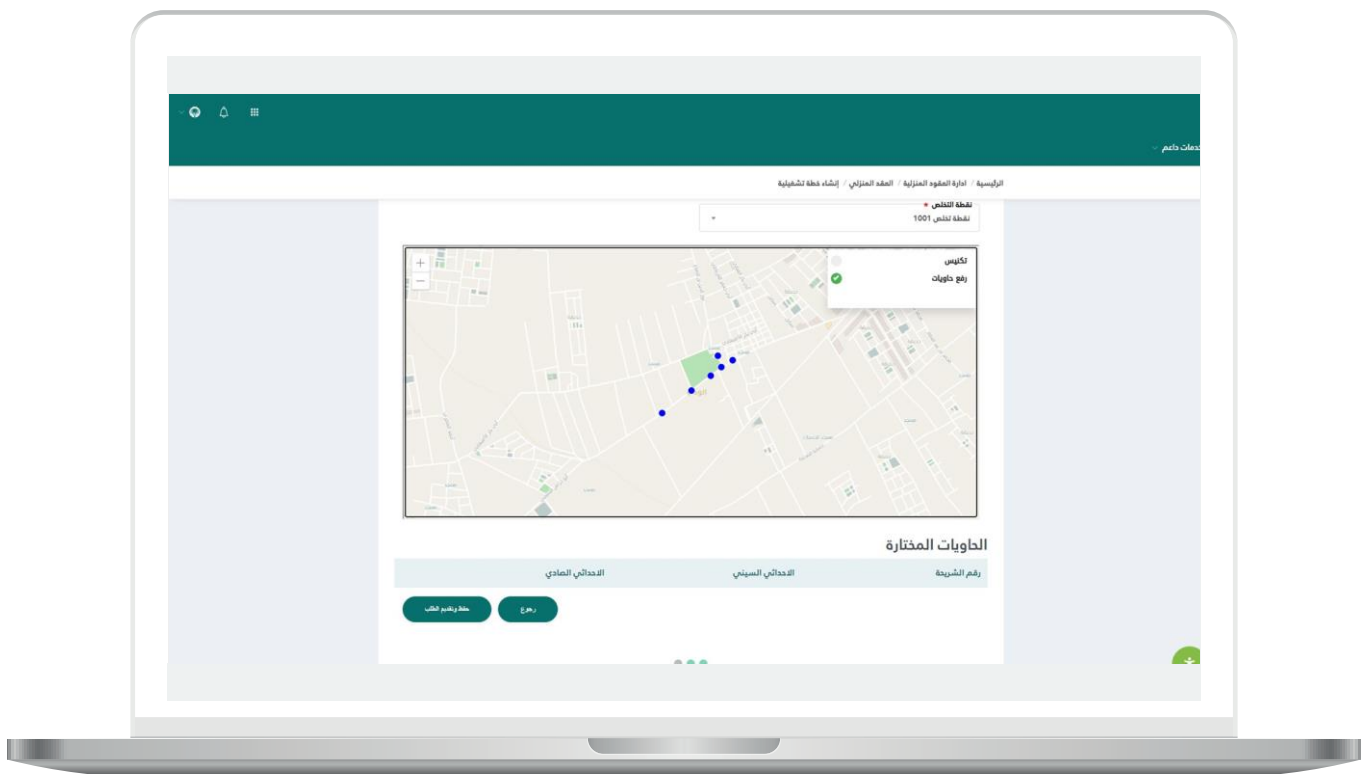 خدمات داعم
الرئيسية / ادارة العقود المنزلية / العقد المنزلي / إنشاء خطة تشغيلية
نقطة التخلص *
نقطة تخلص 1001
تكنيس
رفع حاويات
+
−
الحاويات المختارة
رقم الشريحة الاحداثي السيني الاحداثي الصادي
رجوع حفظ وتقديم الطلب